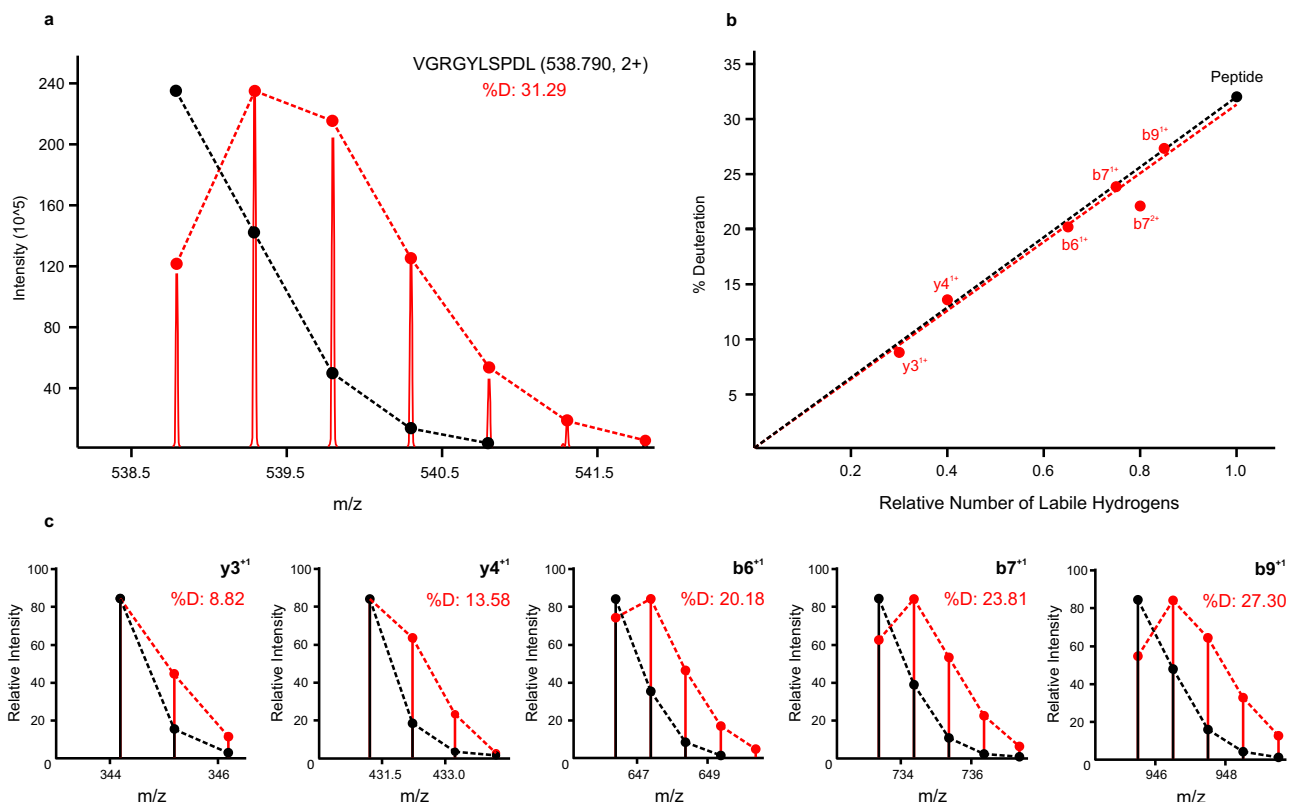 a
VGRGYLSPDL (538.790, 2+)
%D: 31.29
Intensity (10^5)
240
200
160
120
80
40
538.5 539.5 540.5 541.5
m/z
b
% Deuteration
35
30
25
20
15
10
5
Peptide
b9¹⁺
b7¹⁺
b7²⁺
b6¹⁺
y4¹⁺
y3¹⁺
0.2 0.4 0.6 0.8 1.0
Relative Number of Labile Hydrogens
c
y3⁺¹
%D: 8.82
Relative Intensity
100
80
60
40
20
0
344 346
m/z
y4⁺¹
%D: 13.58
Relative Intensity
100
80
60
40
20
0
431.5 433.0
m/z
b6⁺¹
%D: 20.18
Relative Intensity
100
80
60
40
20
0
647 649
m/z
b7⁺¹
%D: 23.81
Relative Intensity
100
80
60
40
20
0
734 736
m/z
b9⁺¹
%D: 27.30
Relative Intensity
100
80
60
40
20
0
946 948
m/z